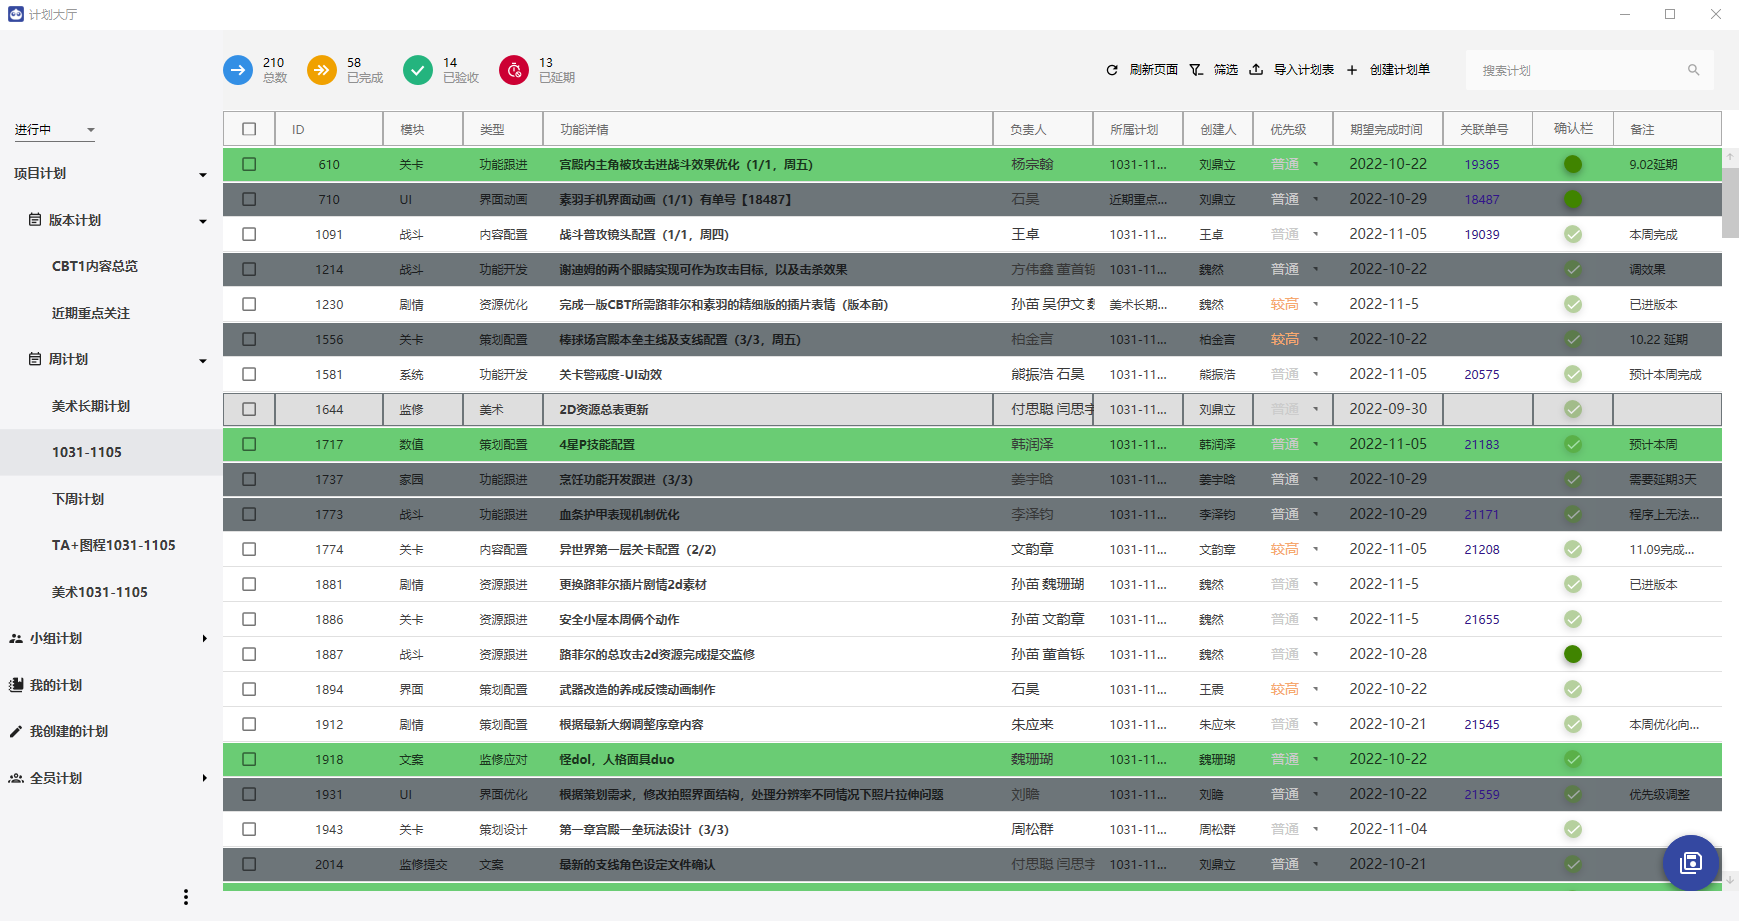 计划大厅
210 总数
58 已完成
14 已验收
13 已延期
刷新页面 筛选 导入计划表 创建计划单 搜索计划
进行中
项目计划
版本计划
CBT1内容总览
近期重点关注
周计划
美术长期计划
1031-1105
下周计划
TA+图程1031-1105
美术1031-1105
小组计划
我的计划
我创建的计划
全员计划
ID 模块 类型 功能详情 负责人 所属计划 创建人 优先级 期望完成时间 关联单号 确认栏 备注
610 关卡 功能跟进 宫殿内主角被攻击进战斗效果优化（1/1，周五） 杨宗翰 1031-11... 刘鼎立 普通 2022-10-22 19365 9.02延期
710 UI 界面动画 素羽手机界面动画（1/1）有单号【18487】 石昊 近期重点... 刘鼎立 普通 2022-10-29 18487
1091 战斗 内容配置 战斗普攻镜头配置（1/1，周四） 王卓 1031-11... 王卓 普通 2022-11-05 19039 本周完成
1214 战斗 功能开发 谢迪姆的两个眼睛实现可作为攻击目标，以及击杀效果 方伟鑫 董首铄 1031-11... 魏然 普通 2022-10-22 调效果
1230 剧情 资源优化 完成一版CBT所需路菲尔和素羽的精细版的插片表情（版本前） 孙苗 吴伊文 美术长期... 魏然 较高 2022-11-5 已进版本
1556 关卡 策划配置 棒球场宫殿本垒主线及支线配置（3/3，周五） 柏金言 1031-11... 柏金言 较高 2022-10-22 10.22 延期
1581 系统 功能开发 关卡警戒度-UI动效 熊振浩 石昊 1031-11... 熊振浩 普通 2022-11-05 20575 预计本周完成
1644 监修 美术 2D资源总表更新 付思聪 闫思宇 1031-11... 刘鼎立 普通 2022-09-30
1717 数值 策划配置 4星P技能配置 韩润泽 1031-11... 韩润泽 普通 2022-11-05 21183 预计本周
1737 家园 功能跟进 烹饪功能开发跟进（3/3） 姜宇晗 1031-11... 姜宇晗 普通 2022-10-29 需要延期3天
1773 战斗 功能跟进 血条护甲表现机制优化 李泽钧 1031-11... 李泽钧 普通 2022-10-29 21171 程序上无法...
1774 关卡 内容配置 异世界第一层关卡配置（2/2） 文韵章 1031-11... 文韵章 较高 2022-11-05 21208 11.09完成...
1881 剧情 资源跟进 更换路菲尔插片剧情2d素材 孙苗 魏珊瑚 1031-11... 魏然 普通 2022-11-5 已进版本
1886 关卡 资源跟进 安全小屋本周俩个动作 孙苗 文韵章 1031-11... 魏然 普通 2022-11-5 21655
1887 战斗 资源跟进 路菲尔的总攻击2d资源完成提交监修 孙苗 董首铄 1031-11... 魏然 普通 2022-10-28
1894 界面 策划配置 武器改造的养成反馈动画制作 石昊 1031-11... 王震 较高 2022-10-22
1912 剧情 策划配置 根据最新大纲调整序章内容 朱应来 1031-11... 朱应来 普通 2022-10-21 21545 本周优化向...
1918 文案 监修应对 怪dol，人格面具duo 魏珊瑚 1031-11... 魏珊瑚 普通 2022-10-22
1931 UI 界面优化 根据策划需求，修改拍照界面结构，处理分辨率不同情况下照片拉伸问题 刘瞻 1031-11... 刘瞻 普通 2022-10-22 21559 优先级调整
1943 关卡 策划设计 第一章宫殿一垒玩法设计（3/3） 周松群 1031-11... 周松群 普通 2022-11-04
2014 监修提交 文案 最新的支线角色设定文件确认 付思聪 闫思宇 1031-11... 刘鼎立 普通 2022-10-21